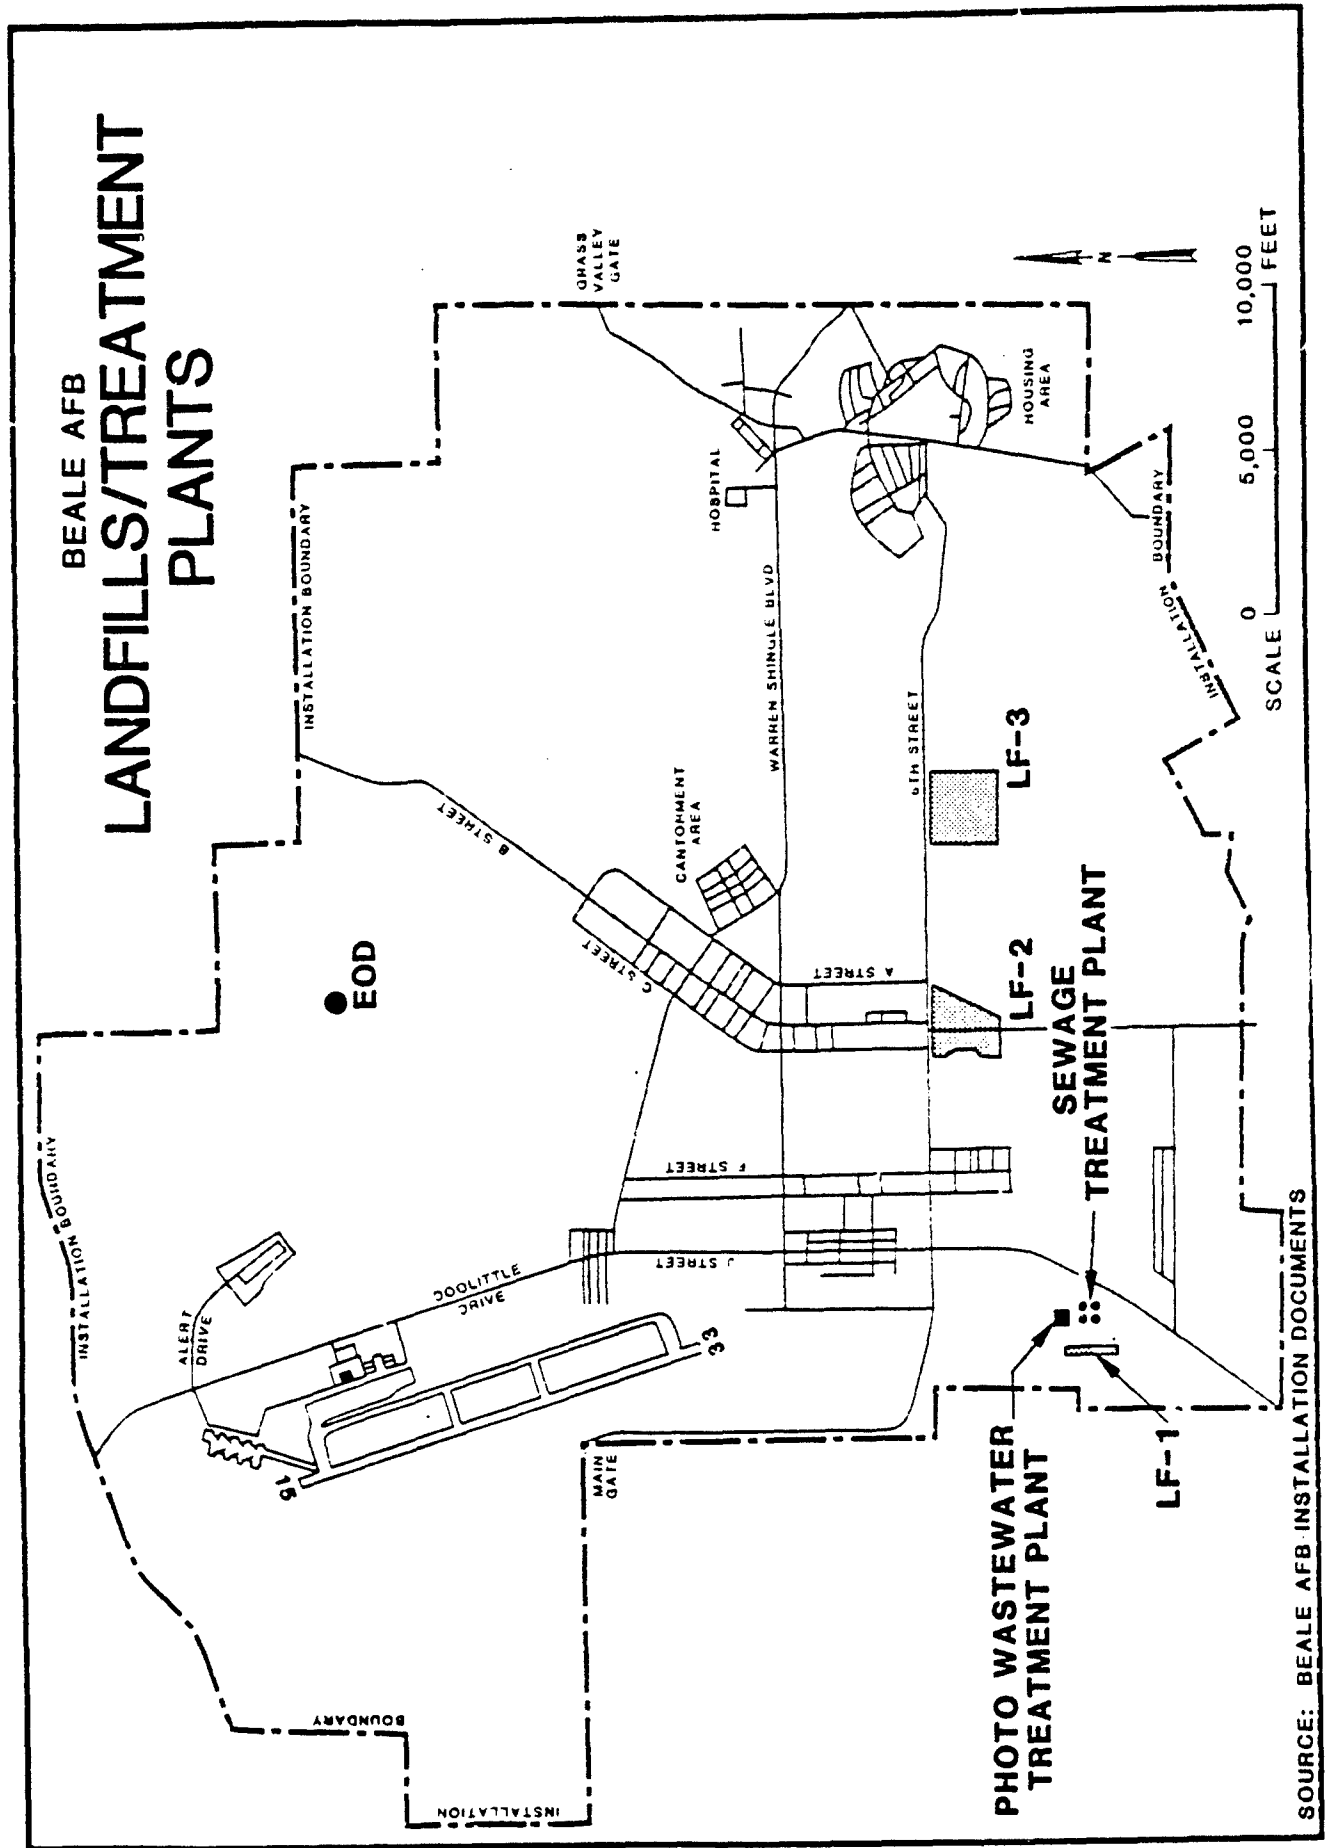 BEALE AFB
LANDFILLS/TREATMENT
PLANTS
INSTALLATION BOUNDARY
INSTALLATION BOUNDARY
ALERT
DRIVE
EOD
B STREET
GRASS
VALLEY
GATE
DOOLITTLE
DRIVE
15
33
C STREET
CANTONMENT
AREA
HOSPITAL
BOUNDARY
INSTALLATION
MAIN
GATE
J STREET
F STREET
A STREET
WARREN SHINGLE BLVD
6TH STREET
HOUSING
AREA
LF-2
LF-3
SEWAGE
TREATMENT PLANT
PHOTO WASTEWATER
TREATMENT PLANT
LF-1
INSTALLATION BOUNDARY
N
0 5,000 10,000
SCALE FEET
SOURCE: BEALE AFB INSTALLATION DOCUMENTS